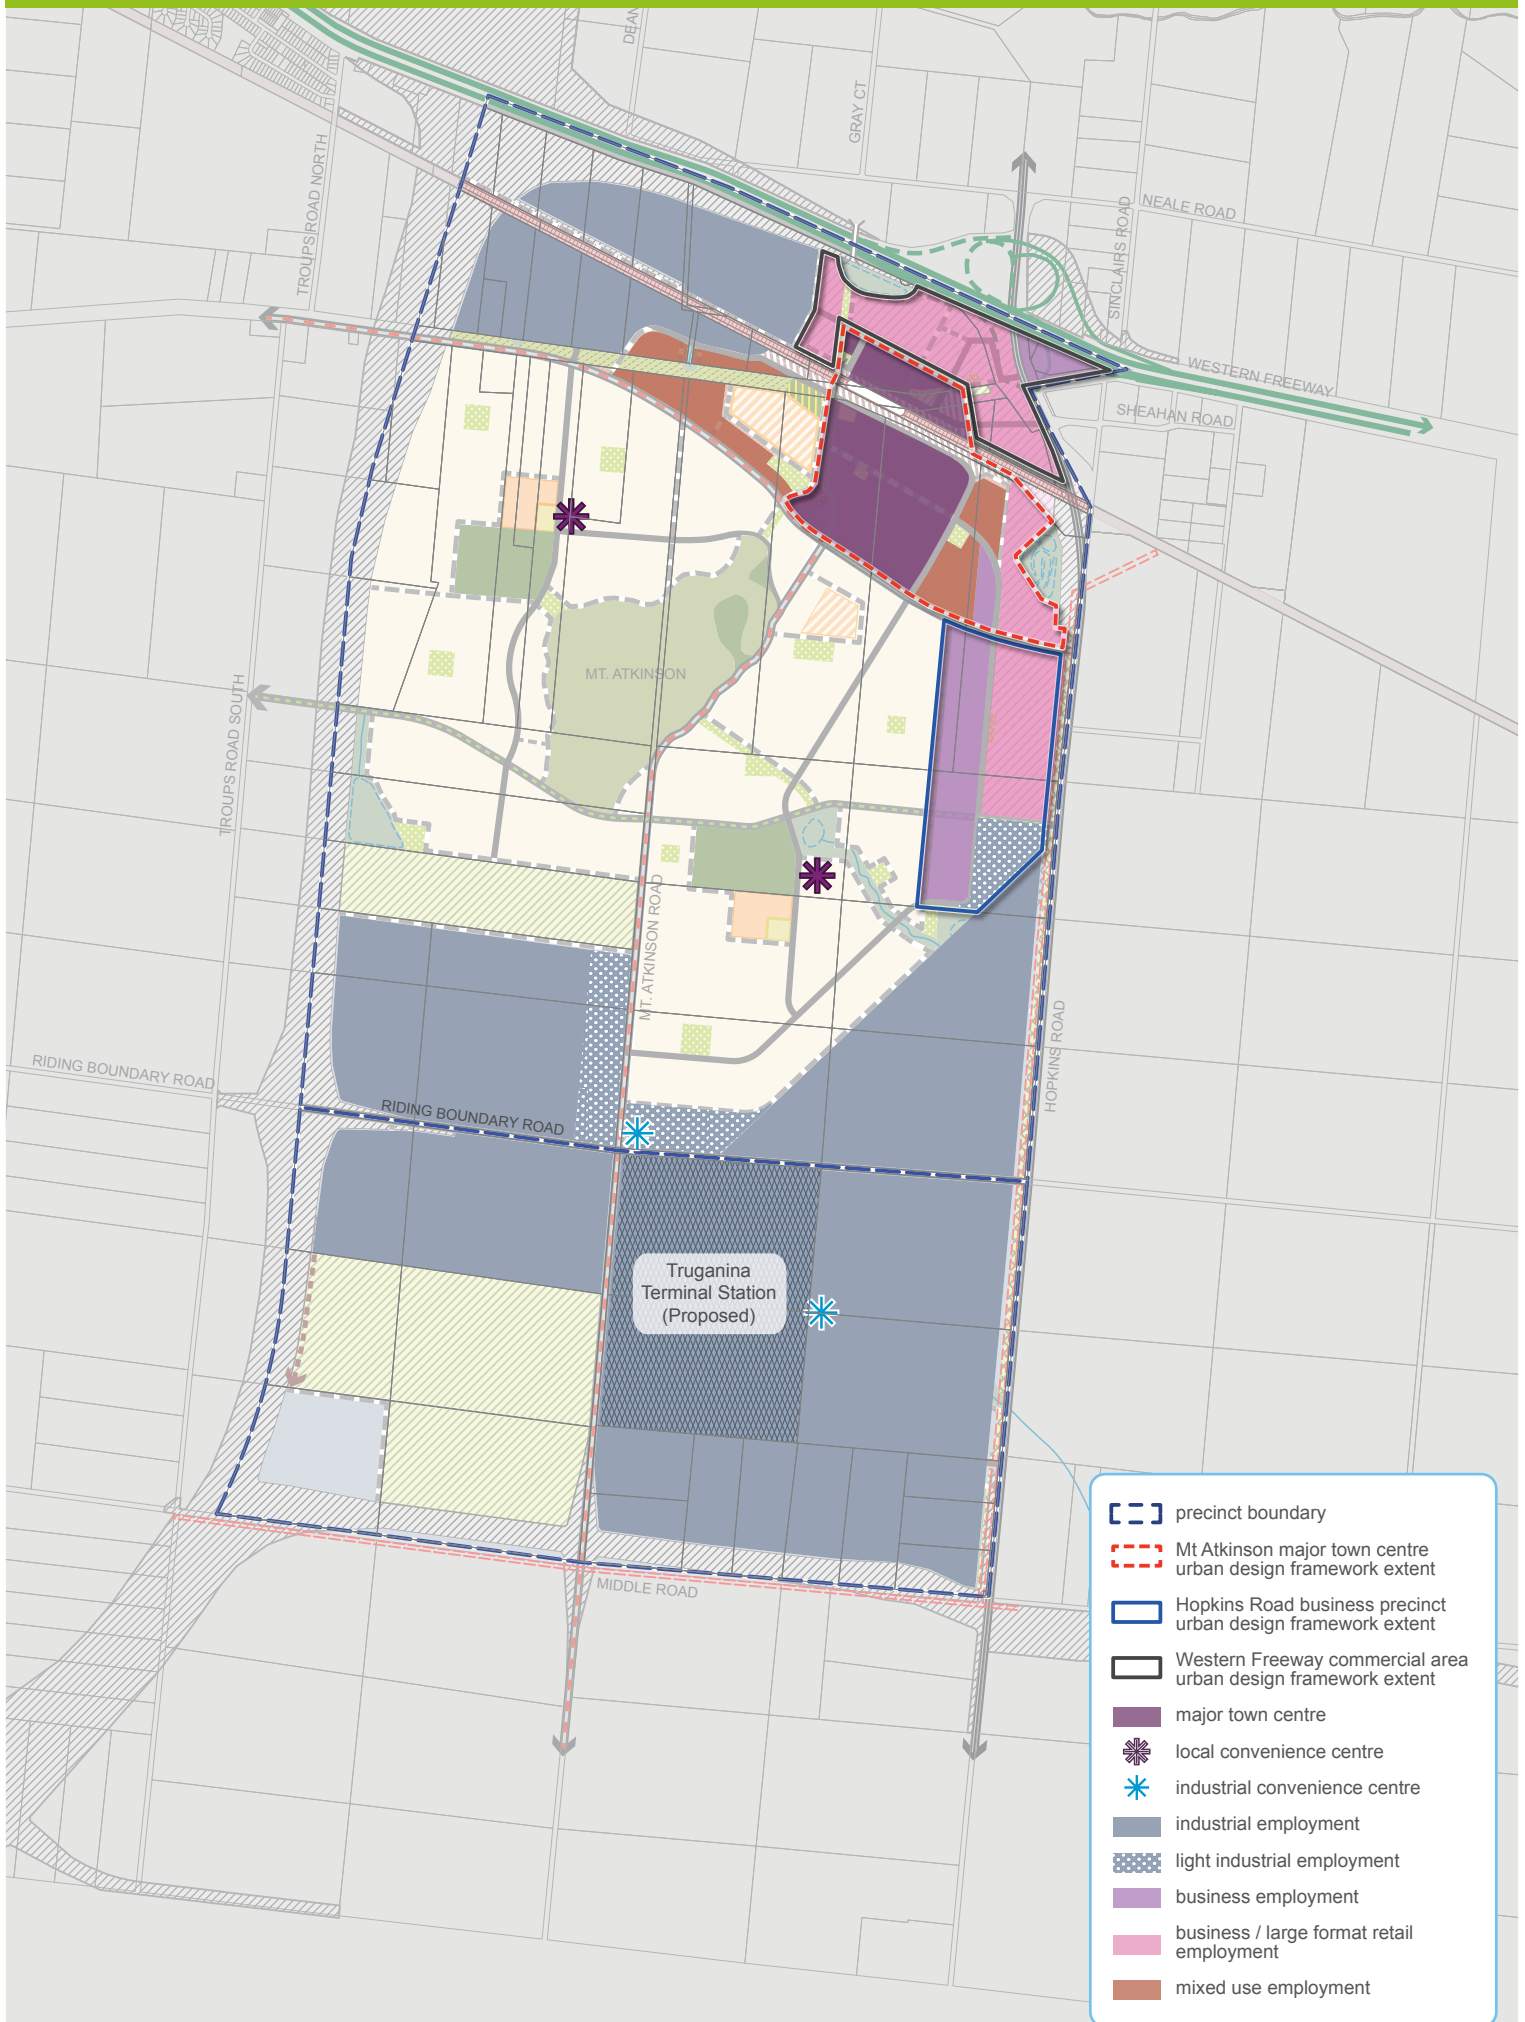 DEAN
GRAY CT
TROUPS ROAD NORTH
NEALE ROAD
SINCLAIRS ROAD
WESTERN FREEWAY
SHEAHAN ROAD
MT. ATKINSON
TROUPS ROAD SOUTH
MT. ATKINSON ROAD
HOPKINS ROAD
RIDING BOUNDARY ROAD
RIDING BOUNDARY ROAD
Truganina
Terminal Station
(Proposed)
MIDDLE ROAD
precinct boundary
Mt Atkinson major town centre
urban design framework extent
Hopkins Road business precinct
urban design framework extent
Western Freeway commercial area
urban design framework extent
major town centre
local convenience centre
industrial convenience centre
industrial employment
light industrial employment
business employment
business / large format retail
employment
mixed use employment